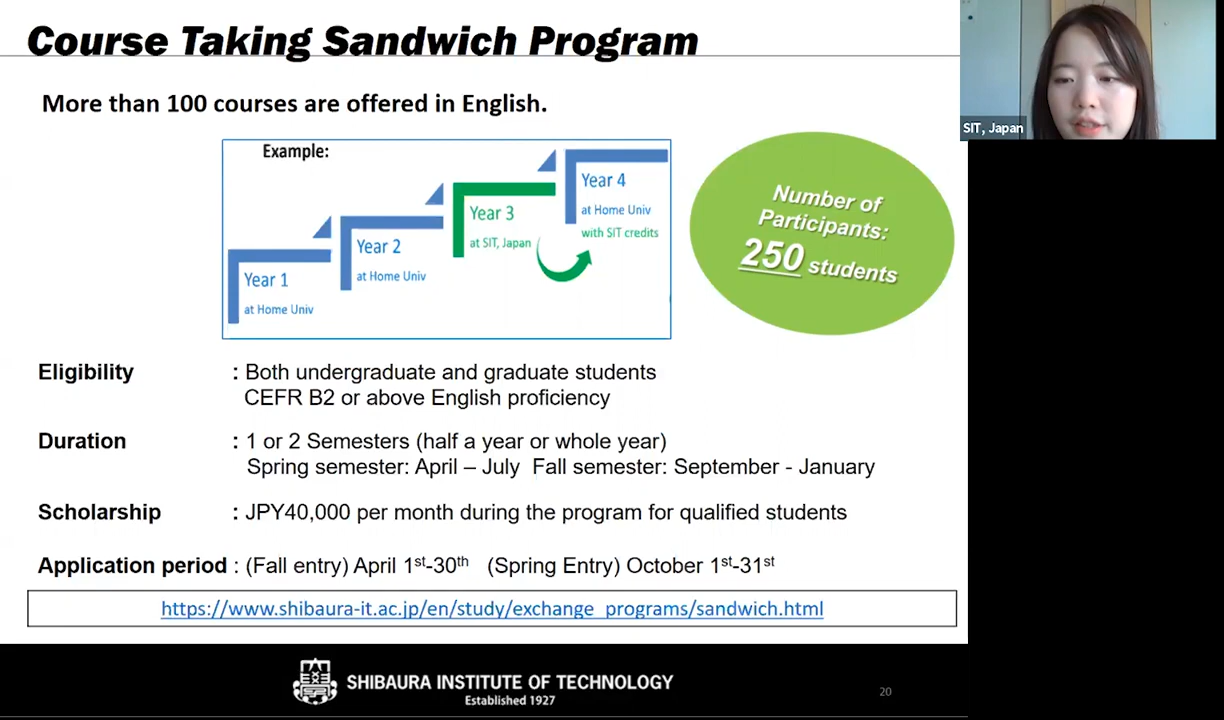 Course Taking Sandwich Program
SIT, Japan
More than 100 courses are offered in English.
Example:
Year 1
at Home Univ
Year 2
at Home Univ
Year 3
at SIT, Japan
Year 4
at Home Univ
with SIT credits
Number of
Participants:
250 students
Eligibility : Both undergraduate and graduate students
CEFR B2 or above English proficiency
Duration : 1 or 2 Semesters (half a year or whole year)
Spring semester: April – July Fall semester: September - January
Scholarship : JPY40,000 per month during the program for qualified students
Application period : (Fall entry) April 1st-30th (Spring Entry) October 1st-31st
https://www.shibaura-it.ac.jp/en/study/exchange_programs/sandwich.html
SHIBAURA INSTITUTE OF TECHNOLOGY
Established 1927
20